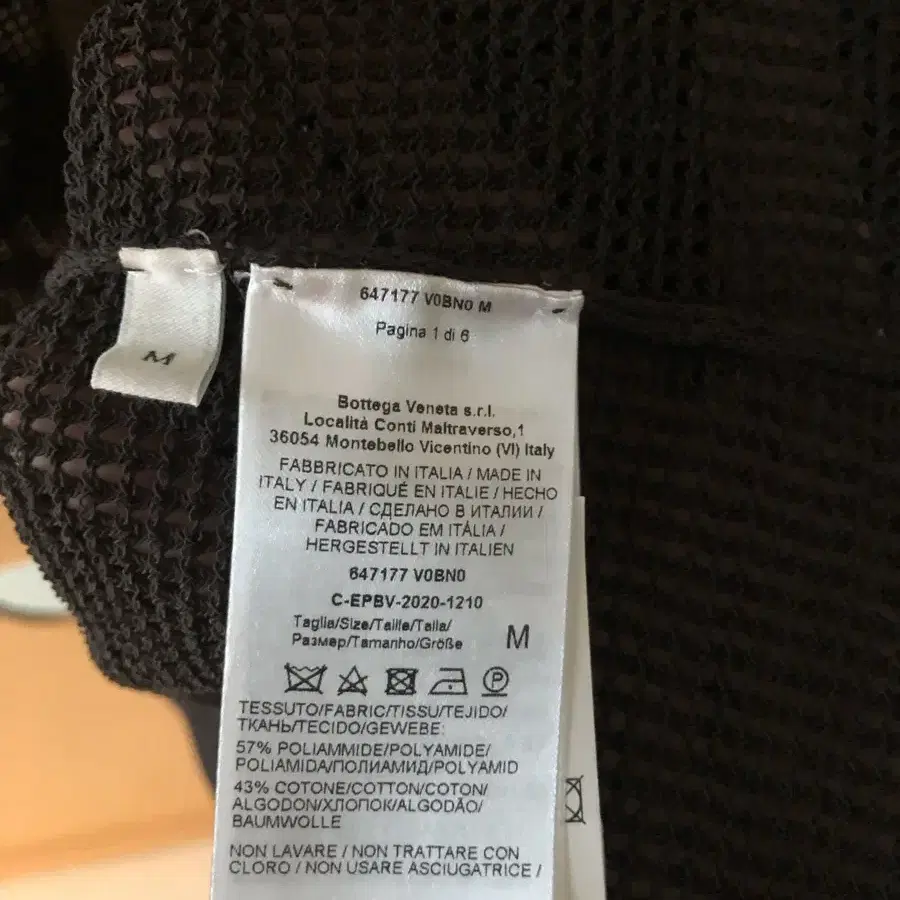 M
647177 V0BN0 M
Pagina 1 di 6
Bottega Veneta s.r.l.
Località Conti Maltraverso,1
36054 Montebello Vicentino (VI) Italy
FABBRICATO IN ITALIA / MADE IN
ITALY / FABRIQUÉ EN ITALIE / HECHO
EN ITALIA / СДЕЛАНО В ИТАЛИИ /
FABRICADO EM ITÁLIA /
HERGESTELLT IN ITALIEN
647177 V0BN0
C-EPBV-2020-1210
Taglia/Size/Taille/Talla/
Размер/Tamanho/Größe M
P
TESSUTO/FABRIC/TISSU/TEJIDO/
ТКАНЬ/TECIDO/GEWEBE:
57% POLIAMMIDE/POLYAMIDE/
POLIAMIDA/ПОЛИАМИД/POLYAMID
43% COTONE/COTTON/COTON/
ALGODON/ХЛОПОК/ALGODÃO/
BAUMWOLLE
NON LAVARE / NON TRATTARE CON
CLORO / NON USARE ASCIUGATRICE /